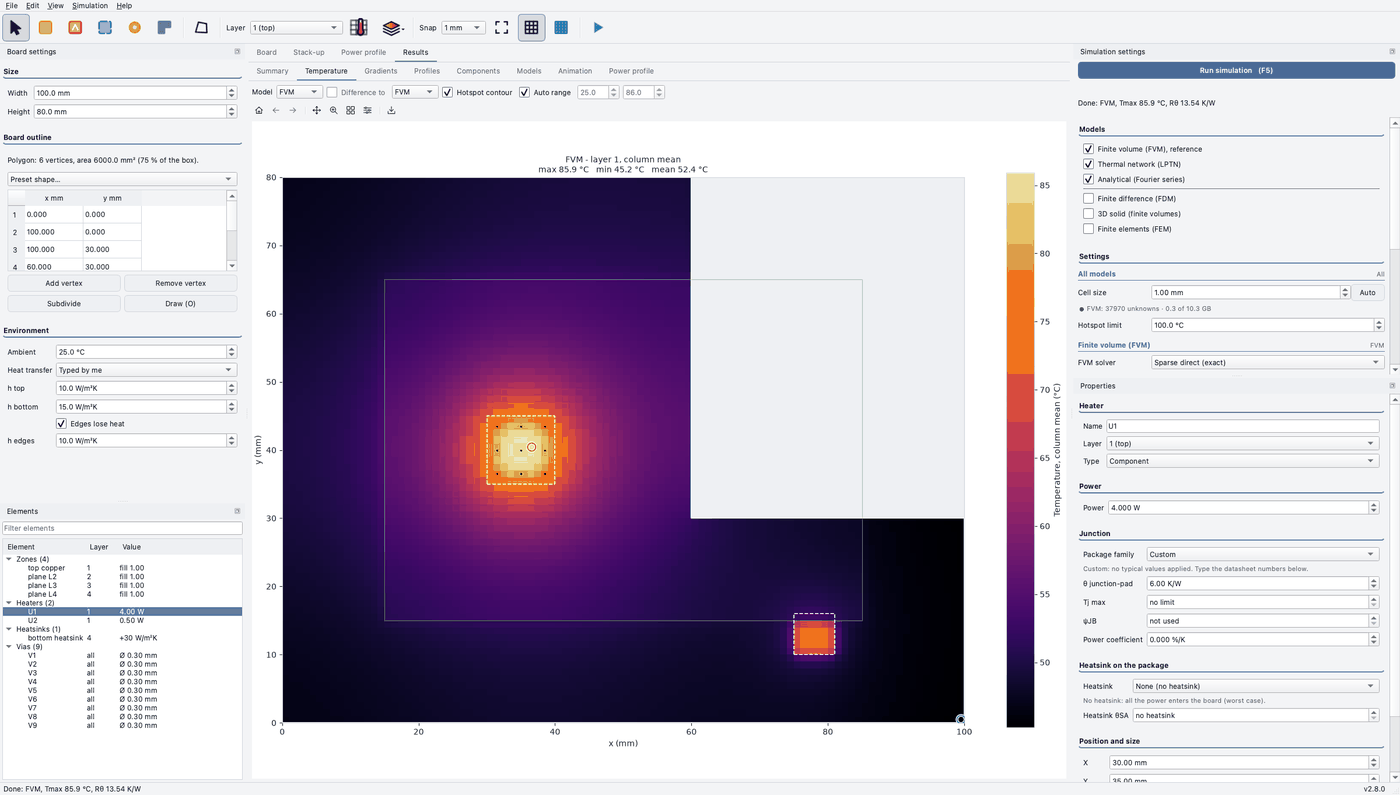 File Edit View Simulation Help
Layer 1 (top) Snap 1 mm
Board settings
Size
Width 100.0 mm
Height 80.0 mm
Board outline
Polygon: 6 vertices, area 6000.0 mm² (75 % of the box).
Preset shape...
x mm y mm
1 0.000 0.000
2 100.000 0.000
3 100.000 30.000
4 60.000 30.000
Add vertex Remove vertex
Subdivide Draw (O)
Environment
Ambient 25.0 °C
Heat transfer Typed by me
h top 10.0 W/m²K
h bottom 15.0 W/m²K
Edges lose heat
h edges 10.0 W/m²K
Elements
Filter elements
Element Layer Value
Zones (4)
top copper 1 fill 1.00
plane L2 2 fill 1.00
plane L3 3 fill 1.00
plane L4 4 fill 1.00
Heaters (2)
U1 1 4.00 W
U2 1 0.50 W
Heatsinks (1)
bottom heatsink 4 +30 W/m²K
Vias (9)
V1 all Ø 0.30 mm
V2 all Ø 0.30 mm
V3 all Ø 0.30 mm
V4 all Ø 0.30 mm
V5 all Ø 0.30 mm
V6 all Ø 0.30 mm
V7 all Ø 0.30 mm
V8 all Ø 0.30 mm
V9 all Ø 0.30 mm
Board Stack-up Power profile Results
Summary Temperature Gradients Profiles Components Models Animation Power profile
Model FVM Difference to FVM Hotspot contour Auto range 25.0 86.0
FVM - layer 1, column mean
max 85.9 °C min 45.2 °C mean 52.4 °C
80
70
60
50
40
30
20
10
0
y (mm)
0 20 40 60 80 100
x (mm)
85
80
75
70
65
60
55
50
Temperature, column mean (°C)
Simulation settings
Run simulation (F5)
Done: FVM, Tmax 85.9 °C, Rθ 13.54 K/W
Models
Finite volume (FVM), reference
Thermal network (LPTN)
Analytical (Fourier series)
Finite difference (FDM)
3D solid (finite volumes)
Finite elements (FEM)
Settings
All models All
Cell size 1.00 mm Auto
● FVM: 37970 unknowns · 0.3 of 10.3 GB
Hotspot limit 100.0 °C
Finite volume (FVM) FVM
FVM solver Sparse direct (exact)
Properties
Heater
Name U1
Layer 1 (top)
Type Component
Power
Power 4.000 W
Junction
Package family Custom
Custom: no typical values applied. Type the datasheet numbers below.
θ junction-pad 6.00 K/W
Tj max no limit
ψJB not used
Power coefficient 0.000 %/K
Heatsink on the package
Heatsink None (no heatsink)
No heatsink: all the power enters the board (worst case).
Heatsink θSA no heatsink
Position and size
X 30.00 mm
Y 35.00 mm
Done: FVM, Tmax 85.9 °C, Rθ 13.54 K/W
v2.8.0